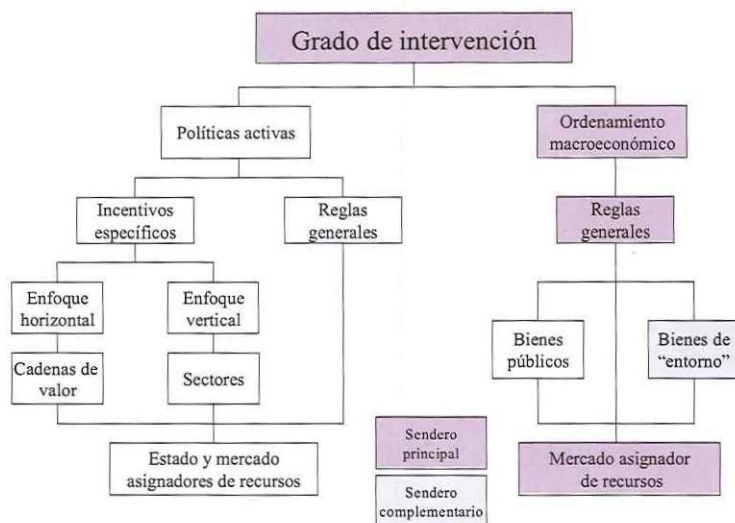 Grado de intervención
Políticas activas
Ordenamiento
macroeconómico
Incentivos
específicos
Reglas
generales
Reglas
generales
Enfoque
horizontal
Enfoque
vertical
Bienes
públicos
Bienes de
“entorno”
Cadenas de
valor
Sectores
Sendero
principal
Estado y mercado
asignadores de recursos
Mercado asignador
de recursos
Sendero
complementario